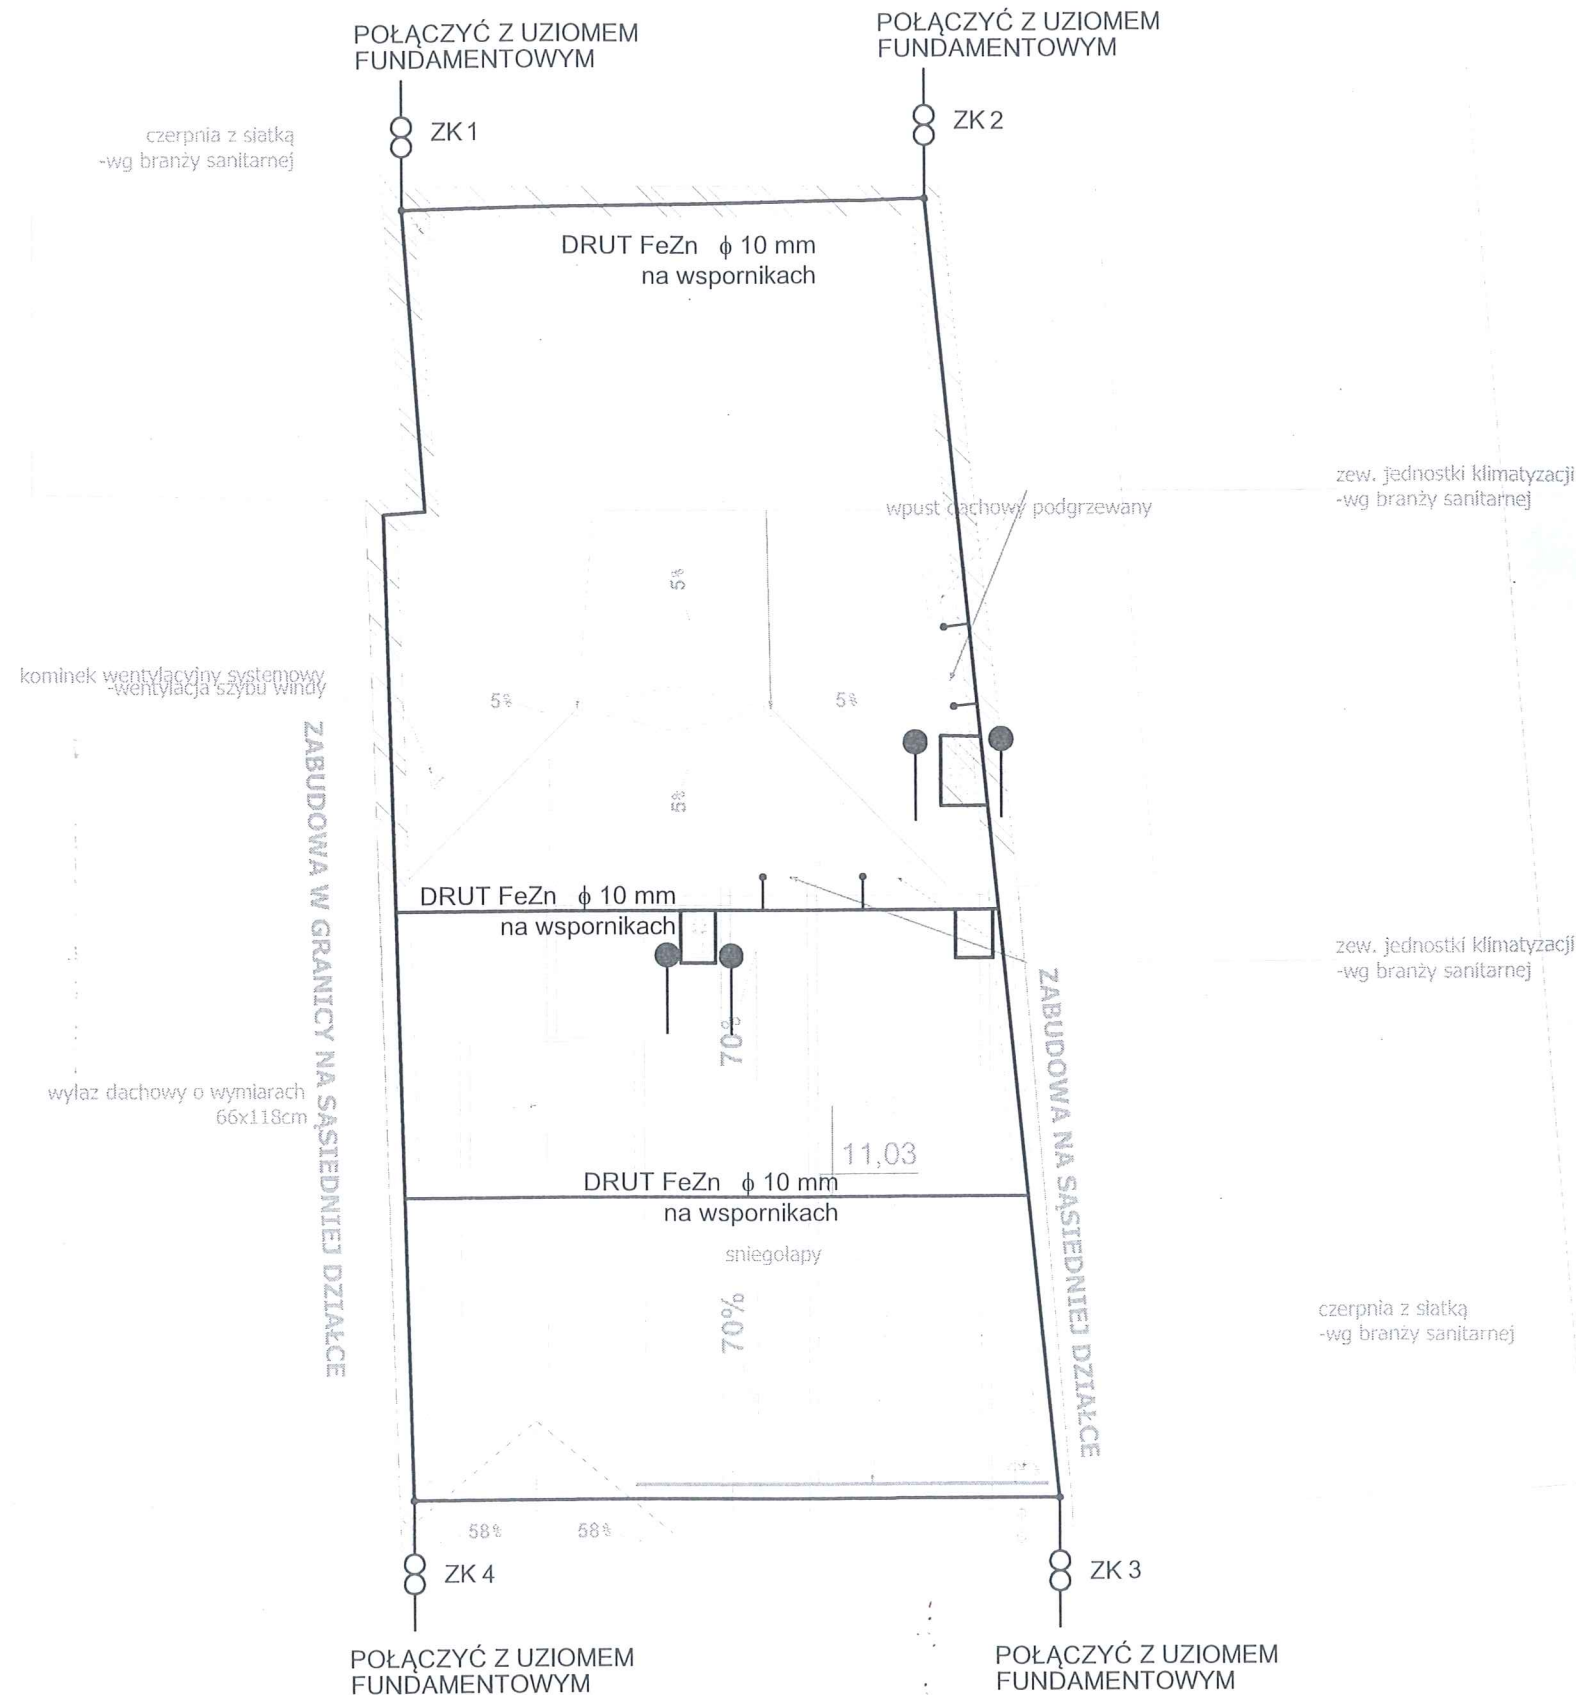 POŁĄCZYĆ Z UZIOMEM
FUNDAMENTOWYM
POŁĄCZYĆ Z UZIOMEM
FUNDAMENTOWYM
ZK 1
ZK 2
czerpnia z siatką
-wg branży sanitarnej
DRUT FeZn ϕ 10 mm
na wspornikach
zew. jednostki klimatyzacji
-wg branży sanitarnej
wpust dachowy podgrzewany
5%
kominek wentylacyjny systemowy
-wentylacja szybu windy
5%
5%
5%
ZABUDOWA W GRANICY NA SĄSIEDNIEJ DZIAŁCE
DRUT FeZn ϕ 10 mm
na wspornikach
zew. jednostki klimatyzacji
-wg branży sanitarnej
ZABUDOWA NA SĄSIEDNIEJ DZIAŁCE
70%
wyłaz dachowy o wymiarach
66x118cm
11,03
DRUT FeZn ϕ 10 mm
na wspornikach
sniegołapy
70%
czerpnia z siatką
-wg branży sanitarnej
58%
58%
ZK 4
ZK 3
POŁĄCZYĆ Z UZIOMEM
FUNDAMENTOWYM
POŁĄCZYĆ Z UZIOMEM
FUNDAMENTOWYM